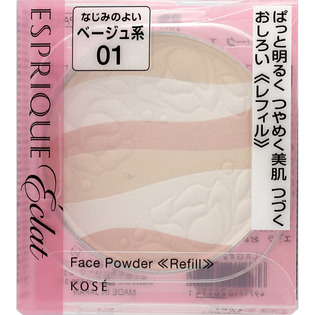 なじみのよい
ベージュ系
01
ぱっと明るく つやめく美肌 つづく
おしろい《レフィル》
ESPRIQUE
Éclat
Face Powder 《Refill》
KOSÉ